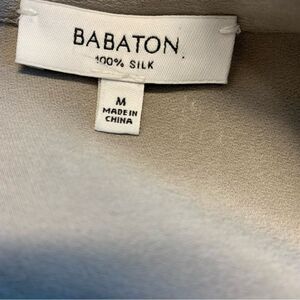 BABATON.
100% SILK
M
MADE IN
CHINA